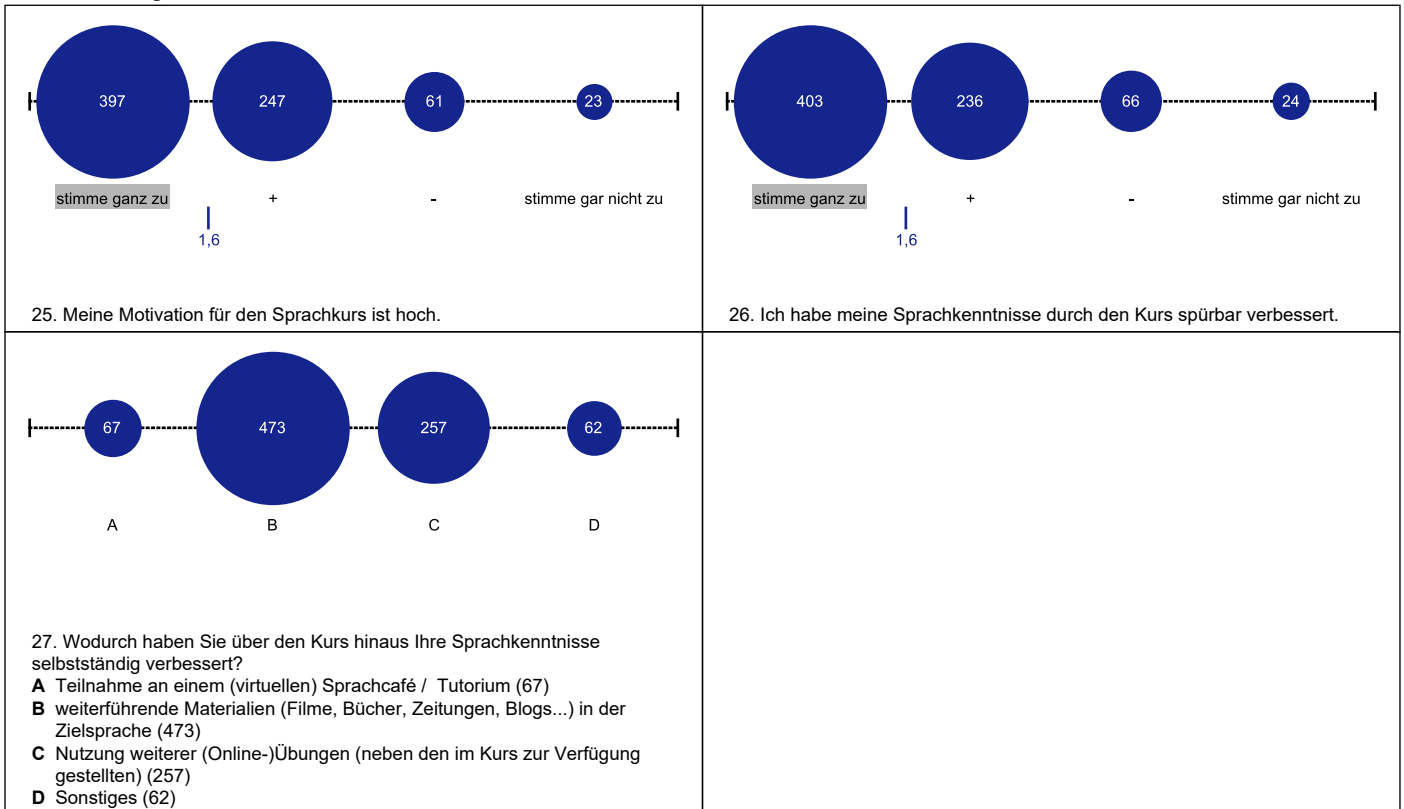 397 247 61 23
stimme ganz zu + - stimme gar nicht zu
1,6
25. Meine Motivation für den Sprachkurs ist hoch.
403 236 66 24
stimme ganz zu + - stimme gar nicht zu
1,6
26. Ich habe meine Sprachkenntnisse durch den Kurs spürbar verbessert.
67 473 257 62
A B C D
27. Wodurch haben Sie über den Kurs hinaus Ihre Sprachkenntnisse
selbstständig verbessert?
A Teilnahme an einem (virtuellen) Sprachcafé / Tutorium (67)
B weiterführende Materialien (Filme, Bücher, Zeitungen, Blogs...) in der
Zielsprache (473)
C Nutzung weiterer (Online-)Übungen (neben den im Kurs zur Verfügung
gestellten) (257)
D Sonstiges (62)